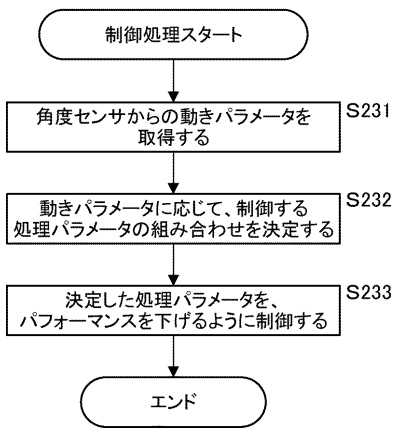 制御処理スタート
角度センサからの動きパラメータを
取得する
S231
動きパラメータに応じて、制御する
処理パラメータの組み合わせを決定する
S232
決定した処理パラメータを、
パフォーマンスを下げるように制御する
S233
エンド